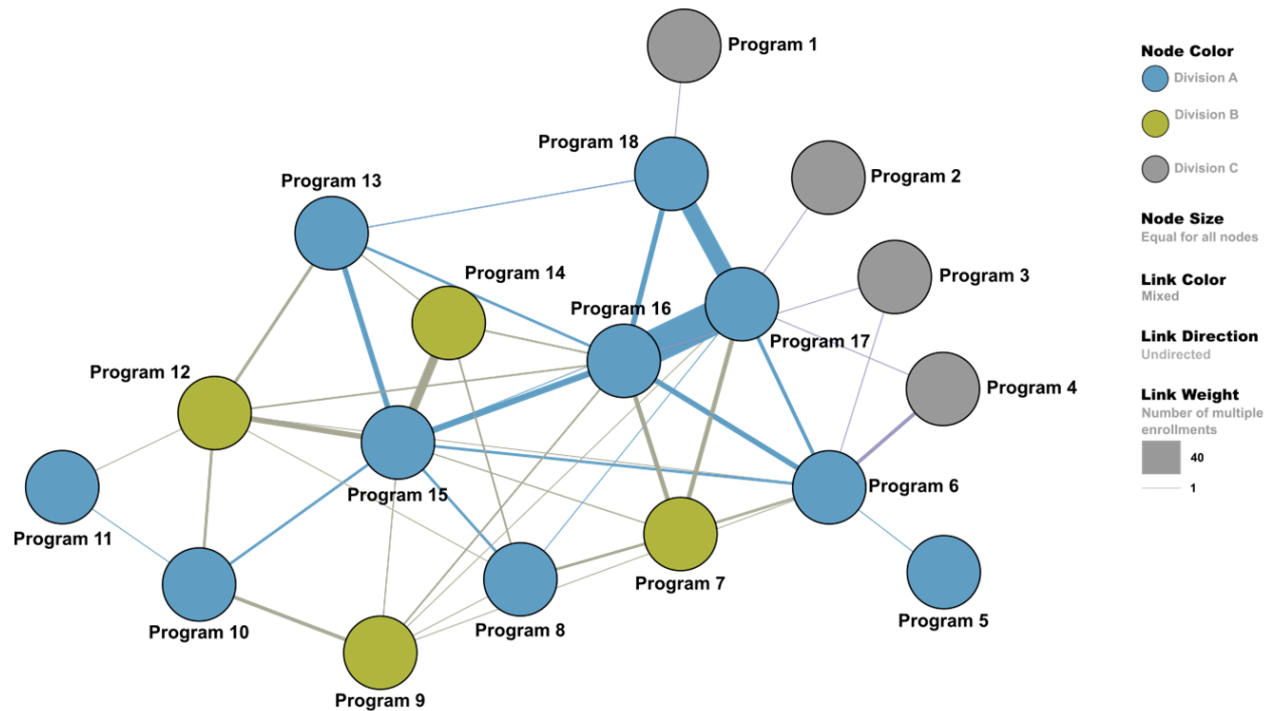 Program 1
Program 18
Program 2
Program 13
Program 14
Program 3
Program 16
Program 17
Program 12
Program 4
Program 15
Program 6
Program 11
Program 7
Program 10
Program 8
Program 5
Program 9
Node Color
Division A
Division B
Division C
Node Size
Equal for all nodes
Link Color
Mixed
Link Direction
Undirected
Link Weight
Number of multiple
enrollments
40
1